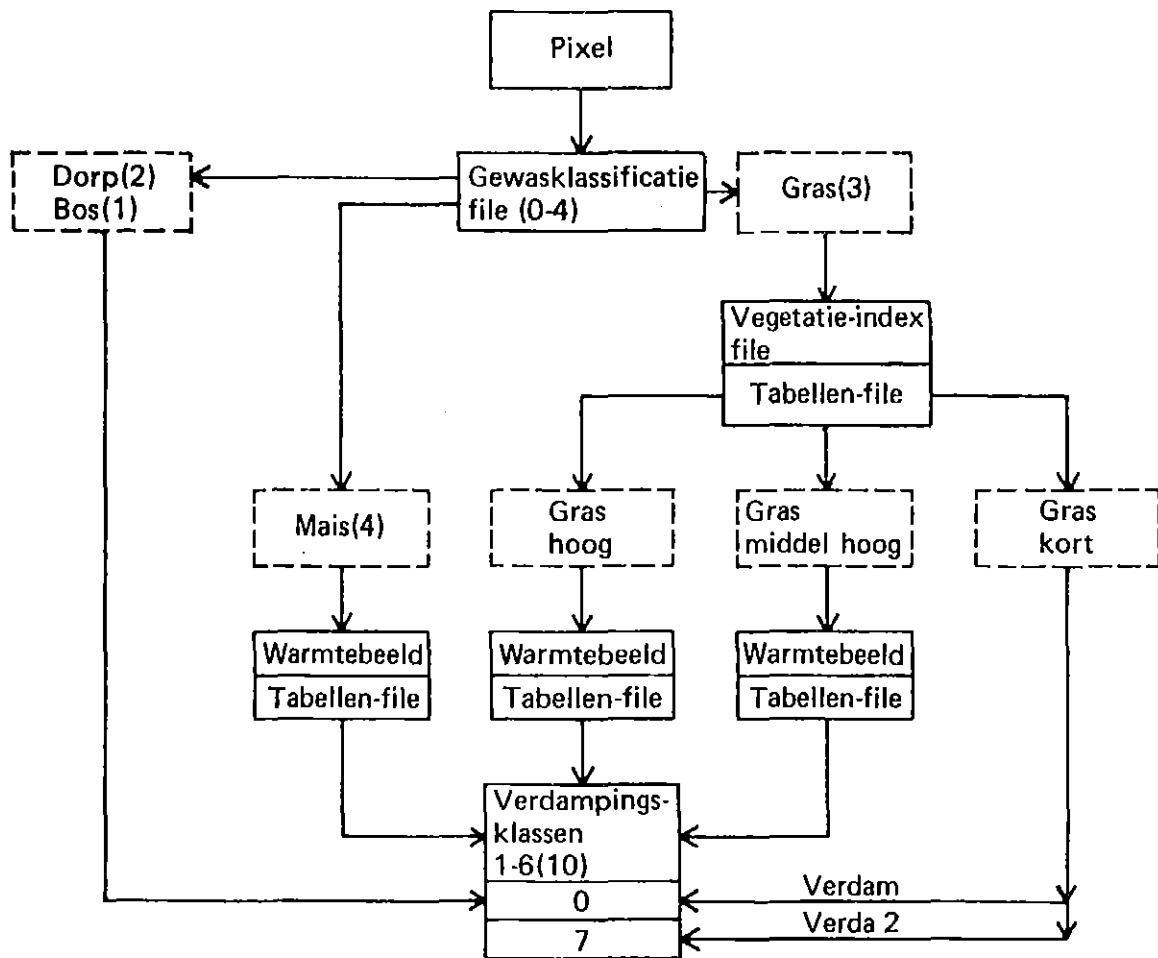 Pixel
Dorp(2)
Bos(1)
Gewasklassificatie
file (0-4)
Gras(3)
Vegetatie-index
file
Tabellen-file
Mais(4)
Gras
hoog
Gras
middel hoog
Gras
kort
Warmtebeeld
Tabellen-file
Warmtebeeld
Tabellen-file
Warmtebeeld
Tabellen-file
Verdampings-
klassen
1-6(10)
0
7
Verdam
Verda 2